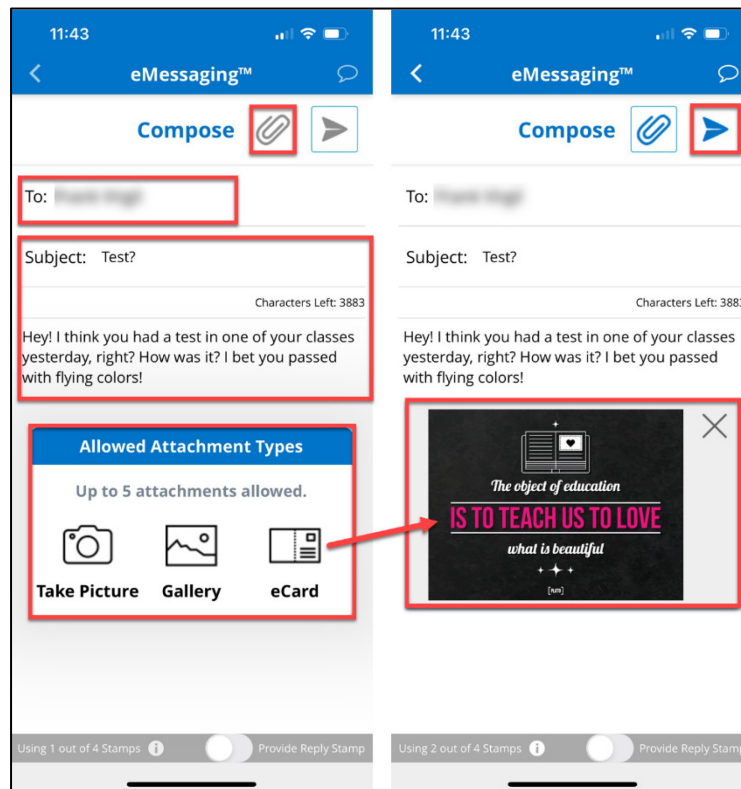 11:43
eMessaging™
Compose
To:
Subject: Test?
Characters Left: 3883
Hey! I think you had a test in one of your classes
yesterday, right? How was it? I bet you passed
with flying colors!
Allowed Attachment Types
Up to 5 attachments allowed.
Take Picture Gallery eCard
Using 1 out of 4 Stamps i Provide Reply Stamp
11:43
eMessaging™
Compose
To:
Subject: Test?
Characters Left: 3883
Hey! I think you had a test in one of your classes
yesterday, right? How was it? I bet you passed
with flying colors!
The object of education
IS TO TEACH US TO LOVE
what is beautiful
Using 2 out of 4 Stamps i Provide Reply Stamp